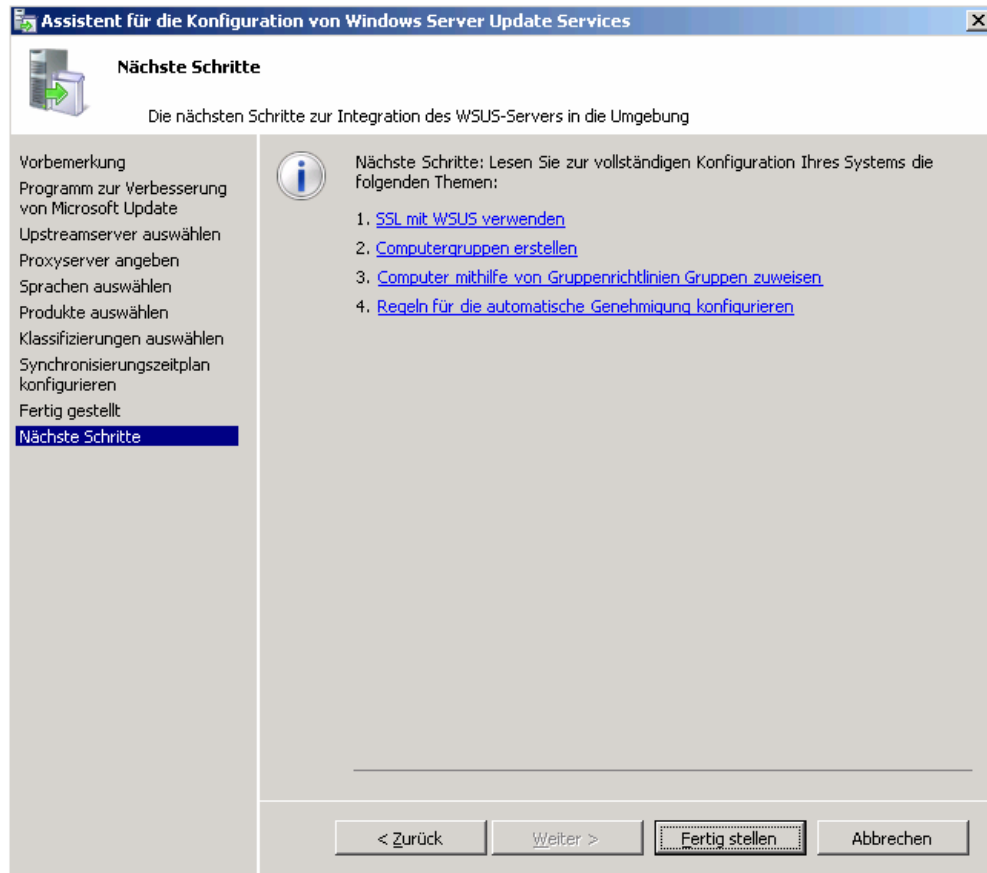 Assistent für die Konfiguration von Windows Server Update Services
Nächste Schritte
Die nächsten Schritte zur Integration des WSUS-Servers in die Umgebung
Vorbemerkung
Programm zur Verbesserung
von Microsoft Update
Upstreamserver auswählen
Proxyserver angeben
Sprachen auswählen
Produkte auswählen
Klassifizierungen auswählen
Synchronisierungszeitplan
konfigurieren
Fertig gestellt
Nächste Schritte
Nächste Schritte: Lesen Sie zur vollständigen Konfiguration Ihres Systems die
folgenden Themen:
1. SSL mit WSUS verwenden
2. Computergruppen erstellen
3. Computer mithilfe von Gruppenrichtlinien Gruppen zuweisen
4. Regeln für die automatische Genehmigung konfigurieren
< Zurück
Weiter >
Fertig stellen
Abbrechen